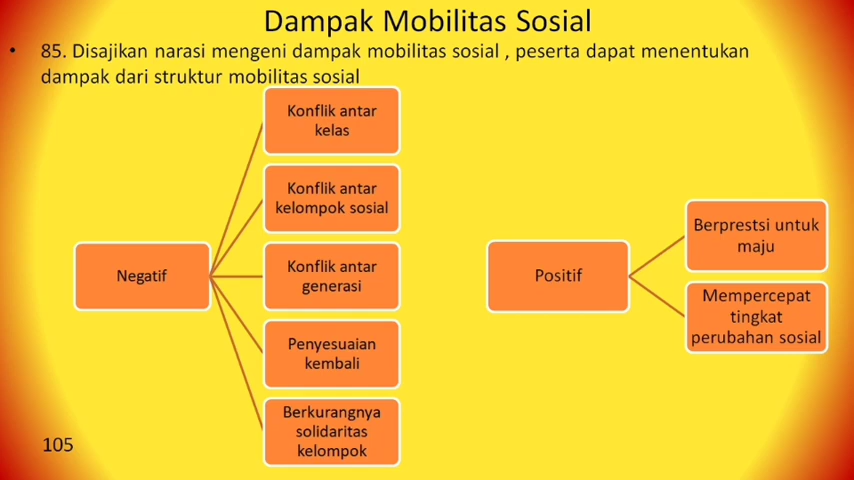 Dampak Mobilitas Sosial
• 85. Disajikan narasi mengeni dampak mobilitas sosial , peserta dapat menentukan
dampak dari struktur mobilitas sosial
Negatif
Konflik antar
kelas
Konflik antar
kelompok sosial
Konflik antar
generasi
Penyesuaian
kembali
Berkurangnya
solidaritas
kelompok
Positif
Berprestsi untuk
maju
Mempercepat
tingkat
perubahan sosial
105